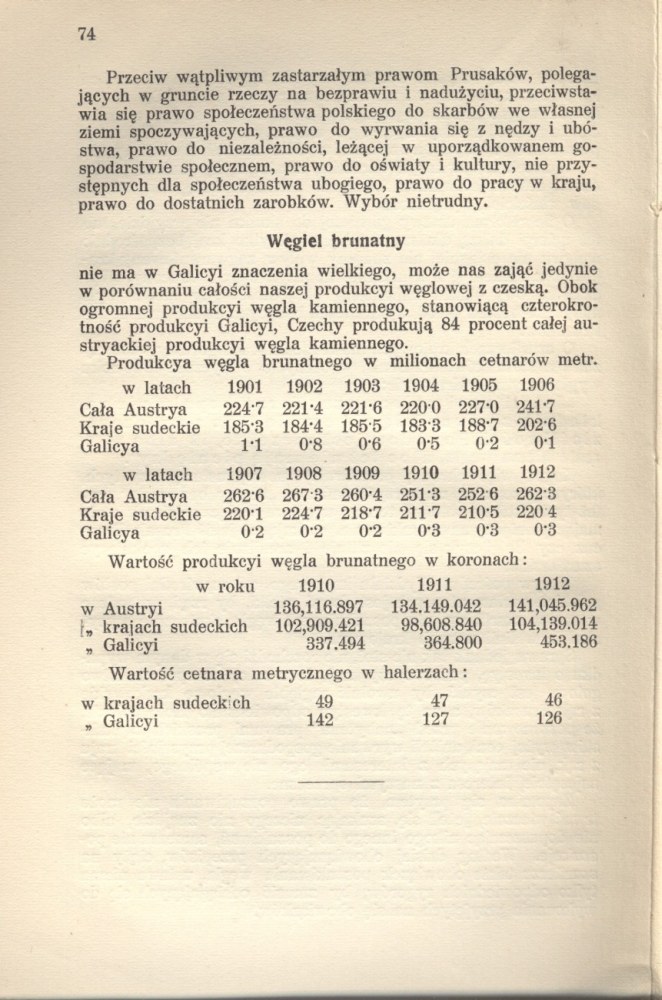 74
Przeciw wątpliwym zastarzałym prawom Prusaków, polega-
jących w gruncie rzeczy na bezprawiu i nadużyciu, przeciwsta-
wia się prawo społeczeństwa polskiego do skarbów we własnej
ziemi spoczywających, prawo do wyrwania się z nędzy i ubó-
stwa, prawo do niezależności, leżącej w uporządkowanem go-
spodarstwie społecznem, prawo do oświaty i kultury, nie przy-
stępnych dla społeczeństwa ubogiego, prawo do pracy w kraju,
prawo do dostatnich zarobków. Wybór nietrudny.
Węgiel brunatny
nie ma w Galicyi znaczenia wielkiego, może nas zająć jedynie
w porównaniu całości naszej produkcyi węglowej z czeską. Obok
ogromnej produkcyi węgla kamiennego, stanowiącą czterokro-
tność produkcyi Galicyi, Czechy produkują 84 procent całej au-
stryackiej produkcyi węgla kamiennego.
Produkcya węgla brunatnego w milionach cetnarów metr.
w latach 1901 1902 1903 1904 1905 1906
Cała Austrya 224·7 221·4 221·6 220·0 227·0 241·7
Kraje sudeckie 185·3 184·4 185·5 183·3 188·7 202·6
Galicya 1·1 0·8 0·6 0·5 0·2 0·1
w latach 1907 1908 1909 1910 1911 1912
Cała Austrya 262·6 267·3 260·4 251·3 252·6 262·3
Kraje sudeckie 220·1 224·7 218·7 211·7 210·5 220·4
Galicya 0·2 0·2 0·2 0·3 0·3 0·3
Wartość produkcyi węgla brunatnego w koronach:
w roku 1910 1911 1912
w Austryi 136,116.897 134.149.042 141,045.962
„ krajach sudeckich 102,909.421 98,608.840 104,139.014
„ Galicyi 337.494 364.800 453.186
Wartość cetnara metrycznego w halerzach:
w krajach sudeckich 49 47 46
„ Galicyi 142 127 126